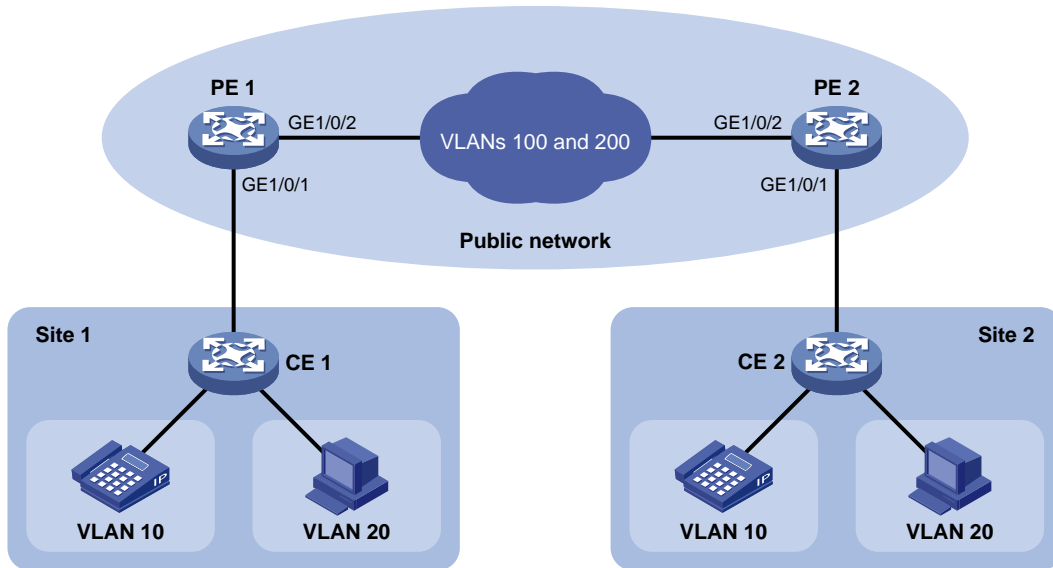 PE 1
PE 2
GE1/0/2
VLANs 100 and 200
GE1/0/2
GE1/0/1
GE1/0/1
Public network
Site 1
CE 1
CE 2
Site 2
IP
VLAN 10
VLAN 20
IP
VLAN 10
VLAN 20